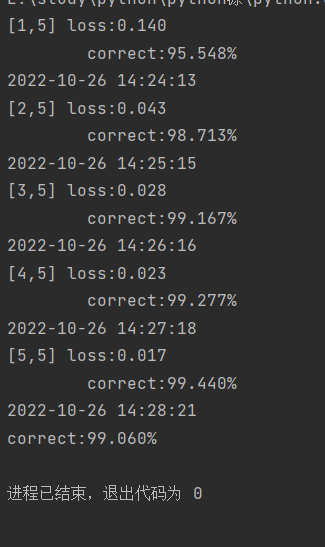 [1,5] loss:0.140
correct:95.548%
2022-10-26 14:24:13
[2,5] loss:0.043
correct:98.713%
2022-10-26 14:25:15
[3,5] loss:0.028
correct:99.167%
2022-10-26 14:26:16
[4,5] loss:0.023
correct:99.277%
2022-10-26 14:27:18
[5,5] loss:0.017
correct:99.440%
2022-10-26 14:28:21
correct:99.060%
进程已结束，退出代码为 0